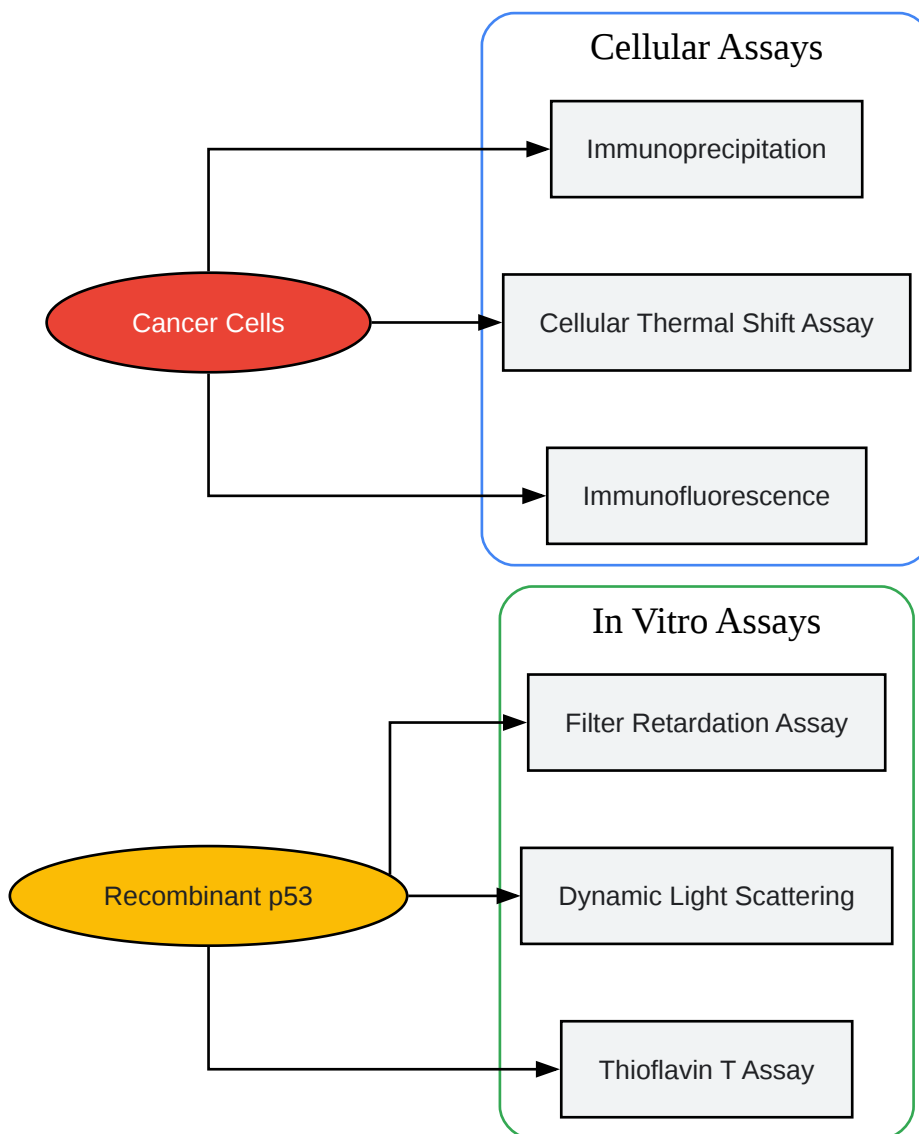 Cellular Assays
Immunoprecipitation
Cancer Cells
Cellular Thermal Shift Assay
Immunofluorescence
In Vitro Assays
Filter Retardation Assay
Recombinant p53
Dynamic Light Scattering
Thioflavin T Assay